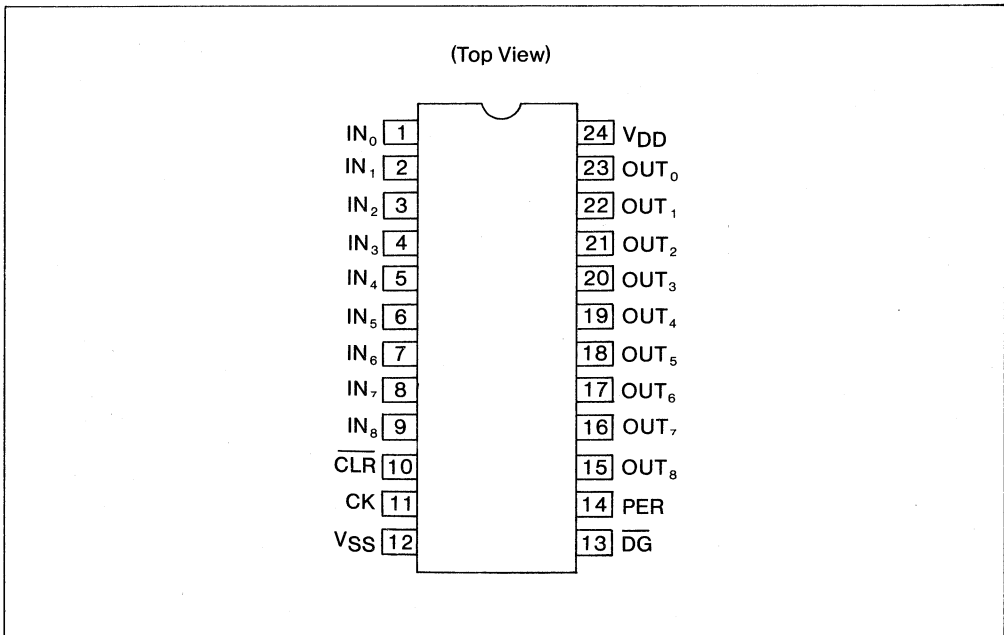 (Top View)
IN₀ 1 24 VDD
IN₁ 2 23 OUT₀
IN₂ 3 22 OUT₁
IN₃ 4 21 OUT₂
IN₄ 5 20 OUT₃
IN₅ 6 19 OUT₄
IN₆ 7 18 OUT₅
IN₇ 8 17 OUT₆
IN₈ 9 16 OUT₇
C̅L̅R̅ 10 15 OUT₈
CK 11 14 PER
VSS 12 13 D̅G̅